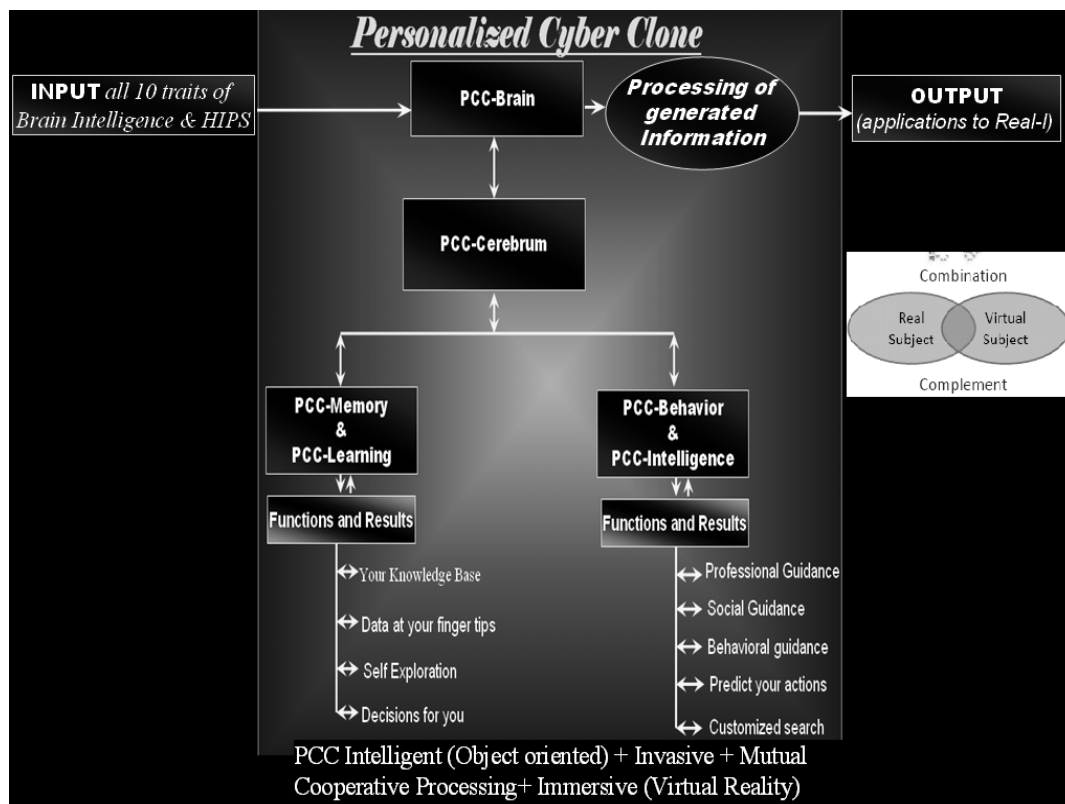 Personalized Cyber Clone
INPUT all 10 traits of
Brain Intelligence & HIPS
PCC-Brain
Processing of
generated
Information
OUTPUT
(applications to Real-I)
PCC-Cerebrum
Combination
Real
Subject
Virtual
Subject
Complement
PCC-Memory
&
PCC-Learning
Functions and Results
Your Knowledge Base
Data at your finger tips
Self Exploration
Decisions for you
PCC-Behavior
&
PCC-Intelligence
Functions and Results
Professional Guidance
Social Guidance
Behavioral guidance
Predict your actions
Customized search
PCC Intelligent (Object oriented) + Invasive + Mutual
Cooperative Processing+ Immersive (Virtual Reality)